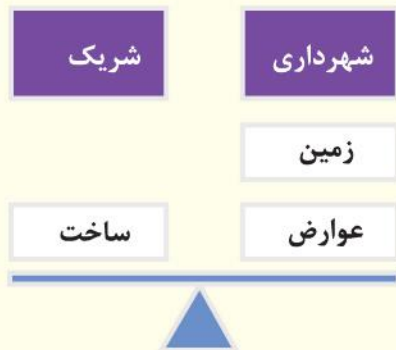 شهرداری
شریک
زمین
عوارض
ساخت